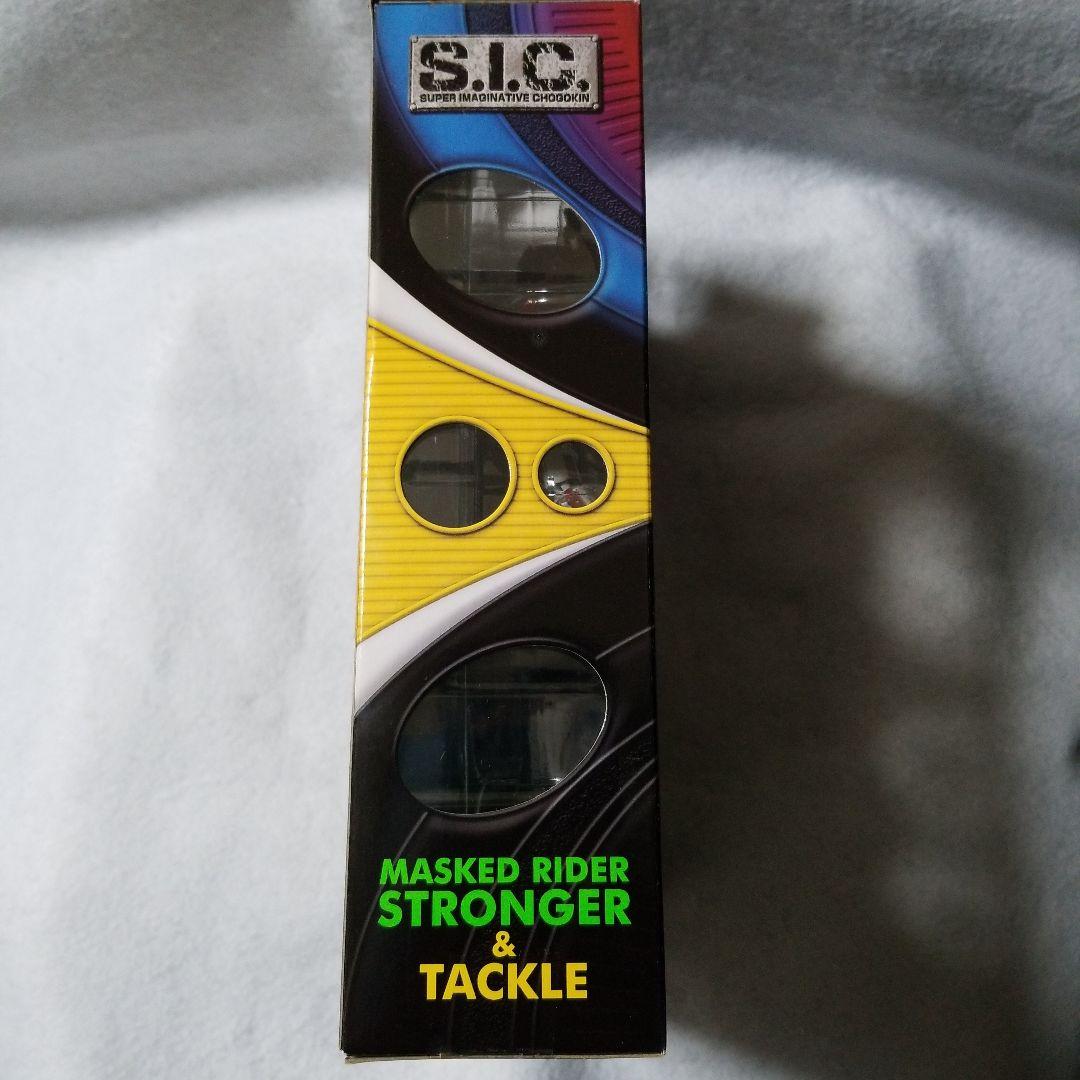 S.I.C.
SUPER IMAGINATIVE CHOGOKIN
MASKED RIDER
STRONGER
&
TACKLE